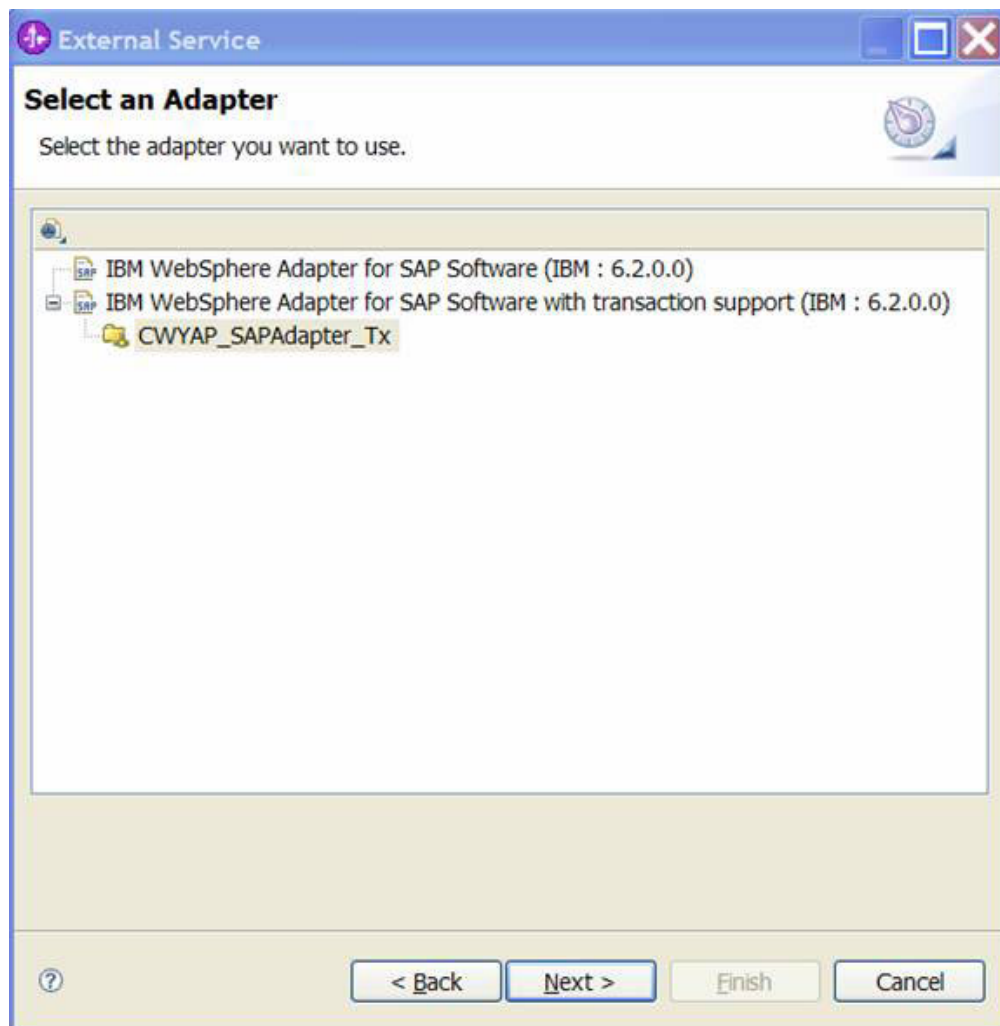 External Service
Select an Adapter
Select the adapter you want to use.
SAP IBM WebSphere Adapter for SAP Software (IBM : 6.2.0.0)
SAP IBM WebSphere Adapter for SAP Software with transaction support (IBM : 6.2.0.0)
CWYAP_SAPAdapter_Tx
? < Back Next > Finish Cancel